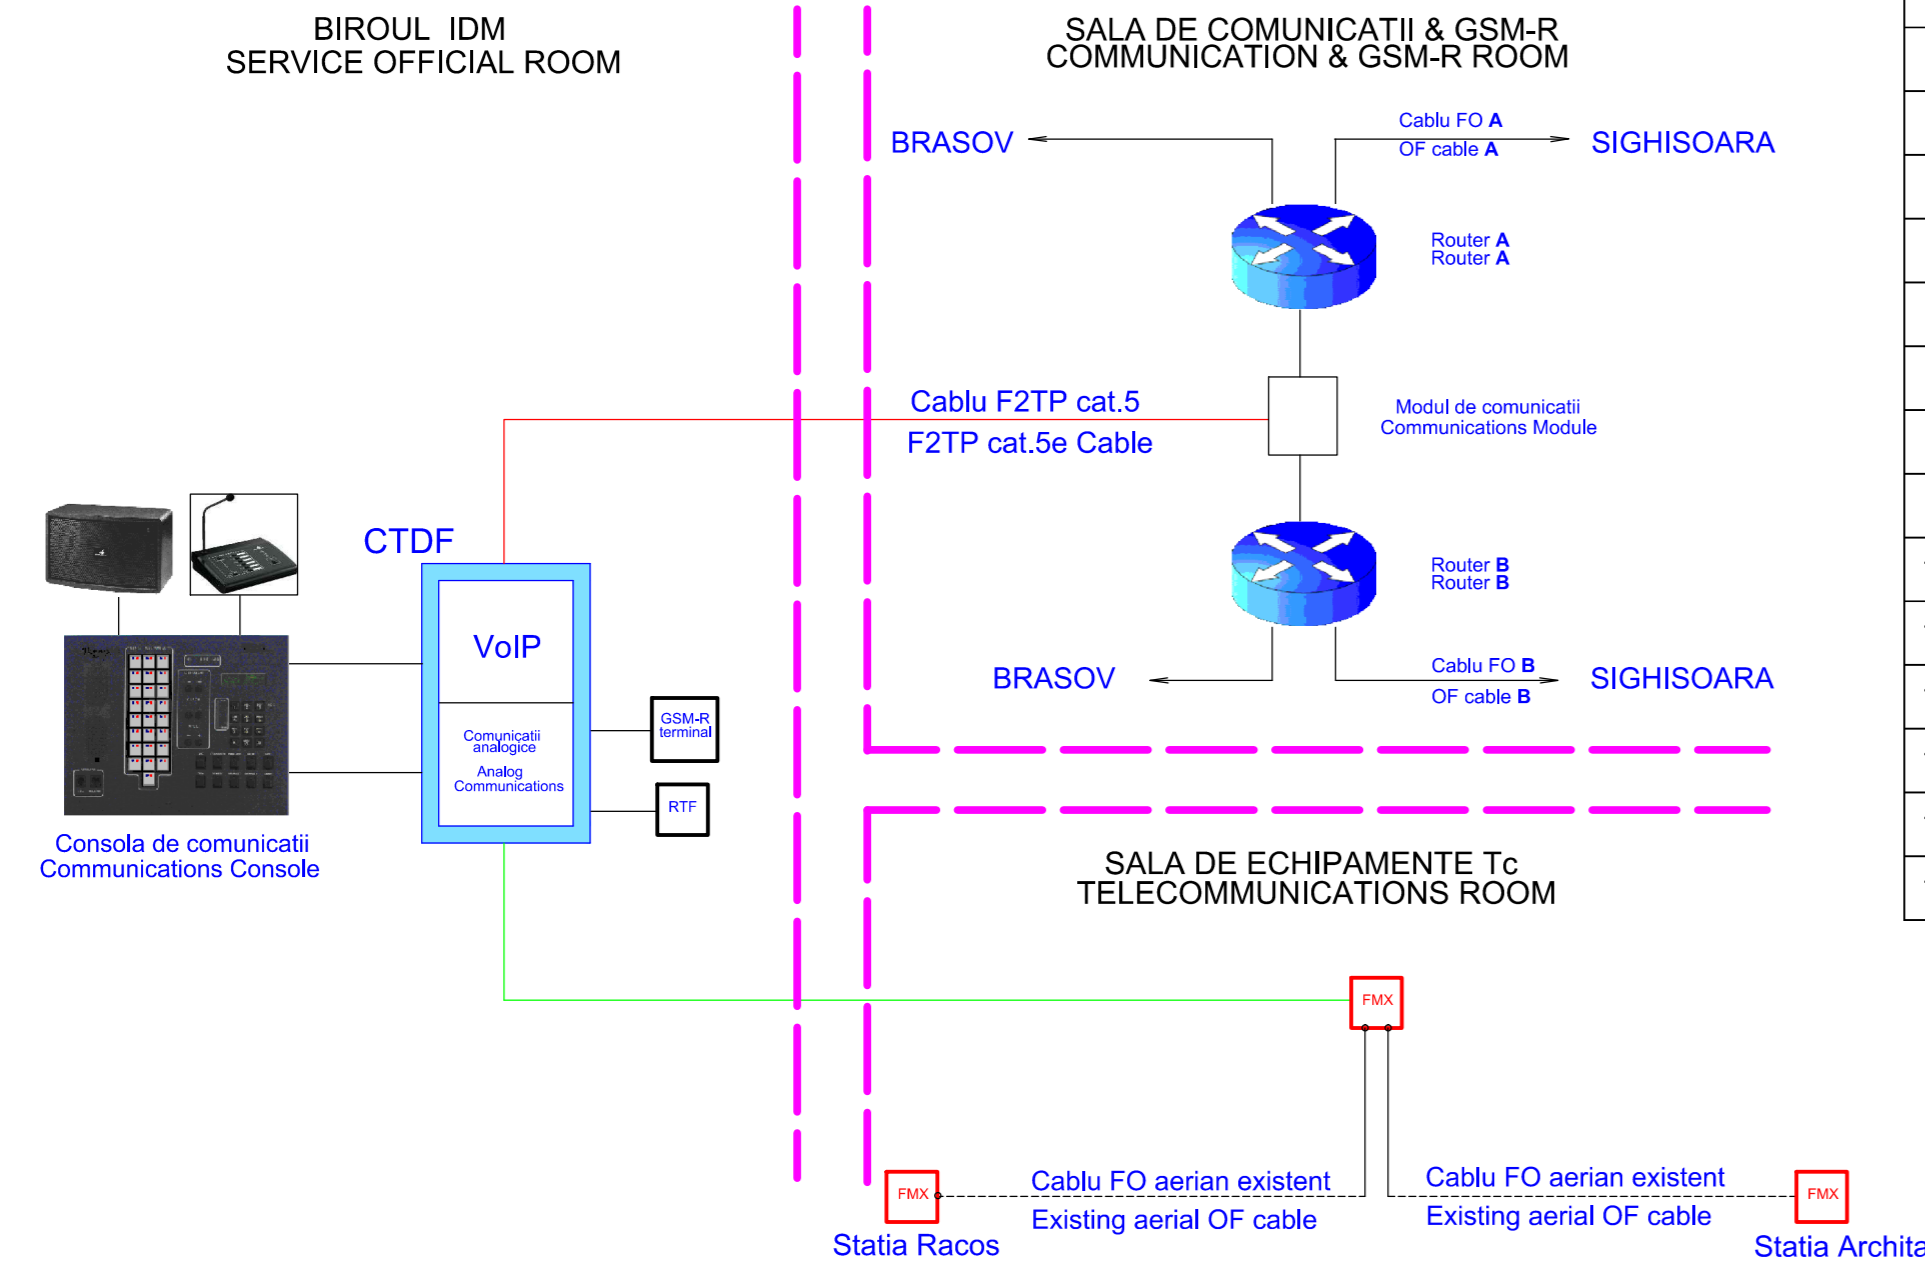 BIROUL IDM
SERVICE OFFICIAL ROOM
SALA DE COMUNICATII & GSM-R
COMMUNICATION & GSM-R ROOM
BRASOV
Cablu FO A
OF cable A
SIGHISOARA
Router A
Router A
Cablu F2TP cat.5
F2TP cat.5e Cable
Modul de comunicatii
Communications Module
CTDF
VoIP
Comunicatii
analogice
Analog
Communications
GSM-R
terminal
RTF
Router B
Router B
BRASOV
Cablu FO B
OF cable B
SIGHISOARA
Consola de comunicatii
Communications Console
SALA DE ECHIPAMENTE Tc
TELECOMMUNICATIONS ROOM
FMX
FMX
Cablu FO aerian existent
Existing aerial OF cable
Cablu FO aerian existent
Existing aerial OF cable
FMX
Statia Racos
Statia Archita